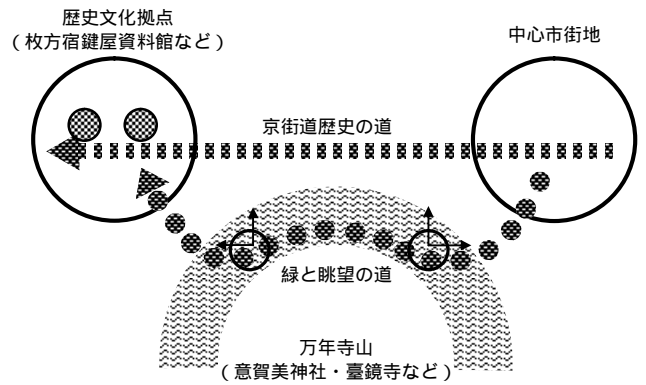 歴史文化拠点
（枚方宿鍵屋資料館など）
中心市街地
京街道歴史の道
緑と眺望の道
万年寺山
（意賀美神社・臺鏡寺など）